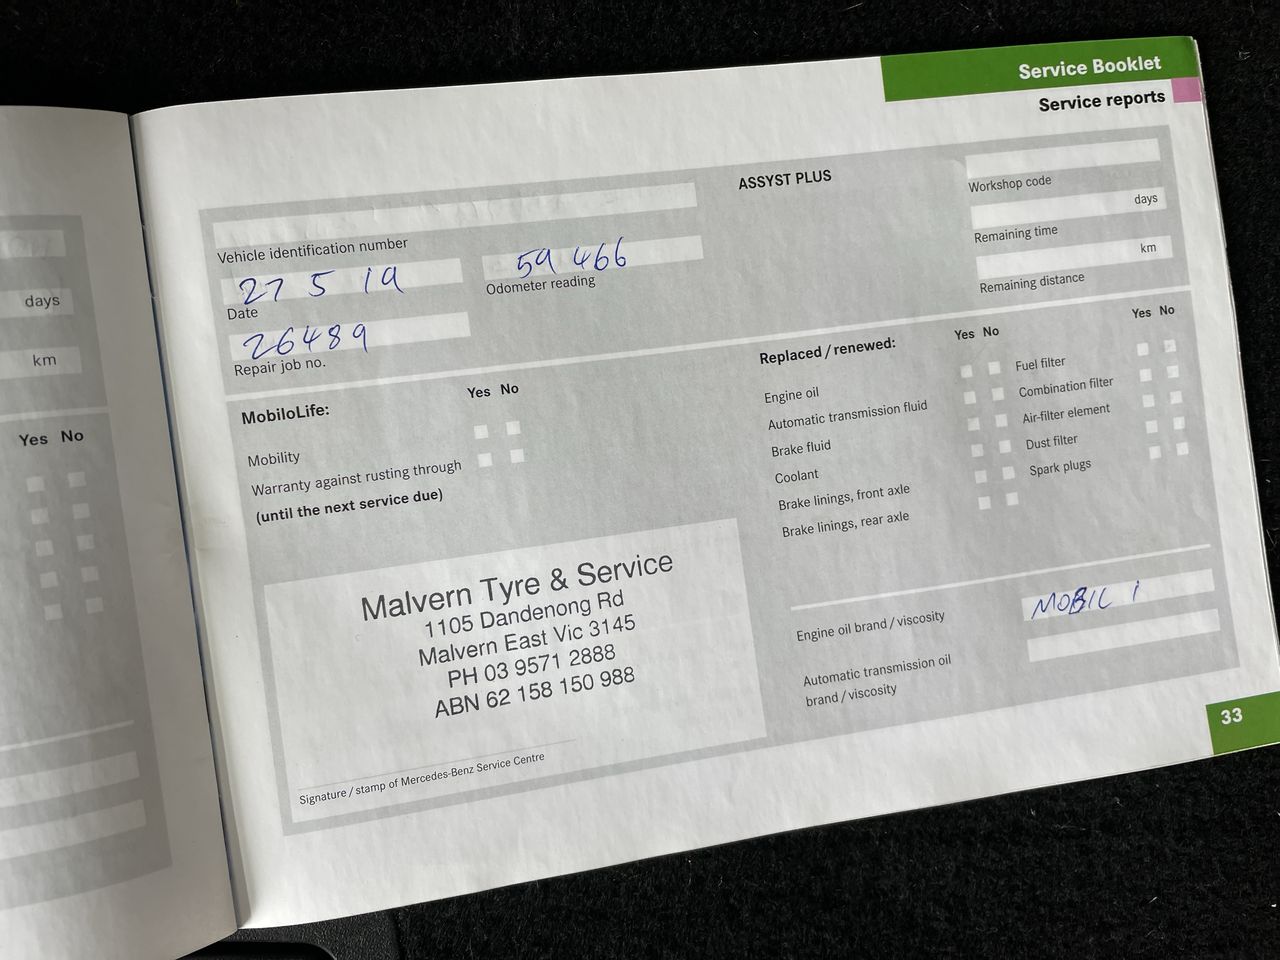 Service Booklet
Service reports
days
km
Yes No
Vehicle identification number
27 5 19
Date
59 466
Odometer reading
26489
Repair job no.
ASSYST PLUS
Workshop code
days
Remaining time
km
Remaining distance
MobiloLife:
Yes No
Mobility
Warranty against rusting through
(until the next service due)
Replaced / renewed:
Yes No
Engine oil
Automatic transmission fluid
Brake fluid
Coolant
Brake linings, front axle
Brake linings, rear axle
Yes No
Fuel filter
Combination filter
Air-filter element
Dust filter
Spark plugs
Malvern Tyre & Service
1105 Dandenong Rd
Malvern East Vic 3145
PH 03 9571 2888
ABN 62 158 150 988
Signature / stamp of Mercedes-Benz Service Centre
Engine oil brand / viscosity
MOBIL 1
Automatic transmission oil
brand / viscosity
33